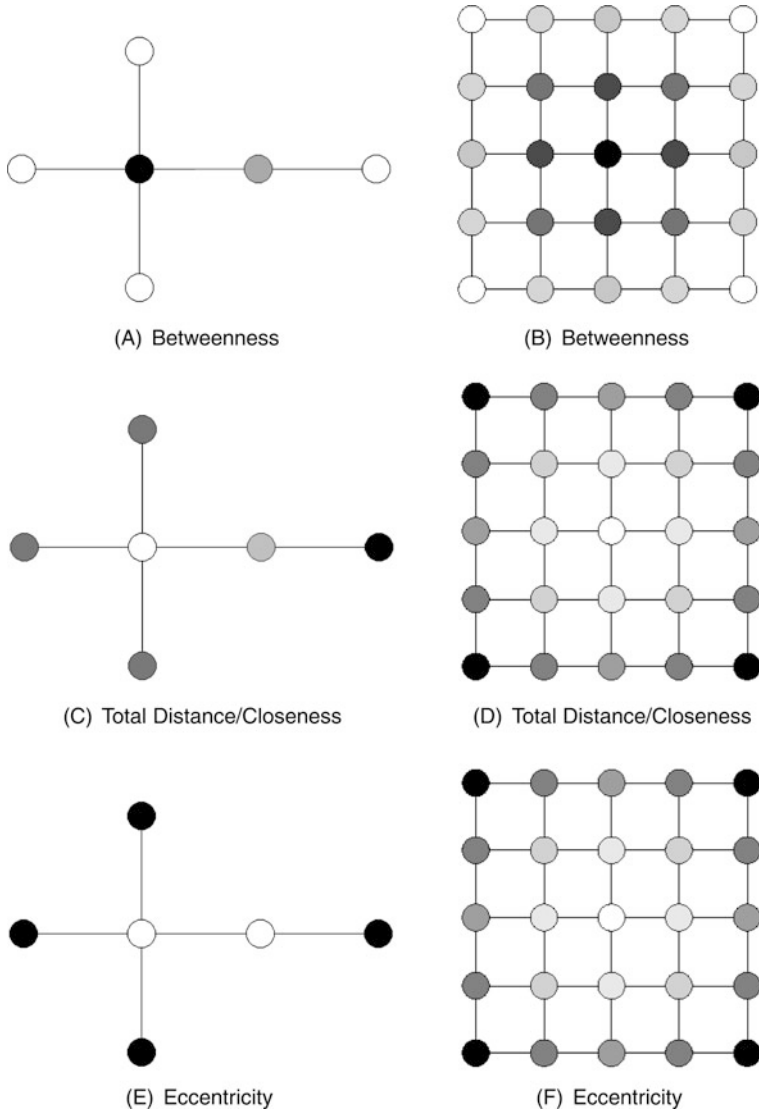 (A) Betweenness
(B) Betweenness
(C) Total Distance/Closeness
(D) Total Distance/Closeness
(E) Eccentricity
(F) Eccentricity